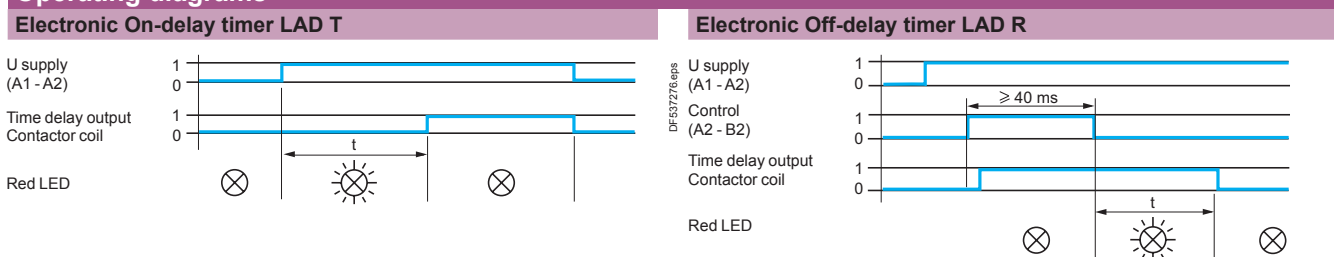 Operating diagrams
Electronic On-delay timer LAD T
U supply
(A1 - A2)
1
0
Time delay output
Contactor coil
1
0
t
Red LED
Electronic Off-delay timer LAD R
DF537276.eps
U supply
(A1 - A2)
1
0
Control
(A2 - B2)
1
0
⩾ 40 ms
Time delay output
Contactor coil
1
0
t
Red LED